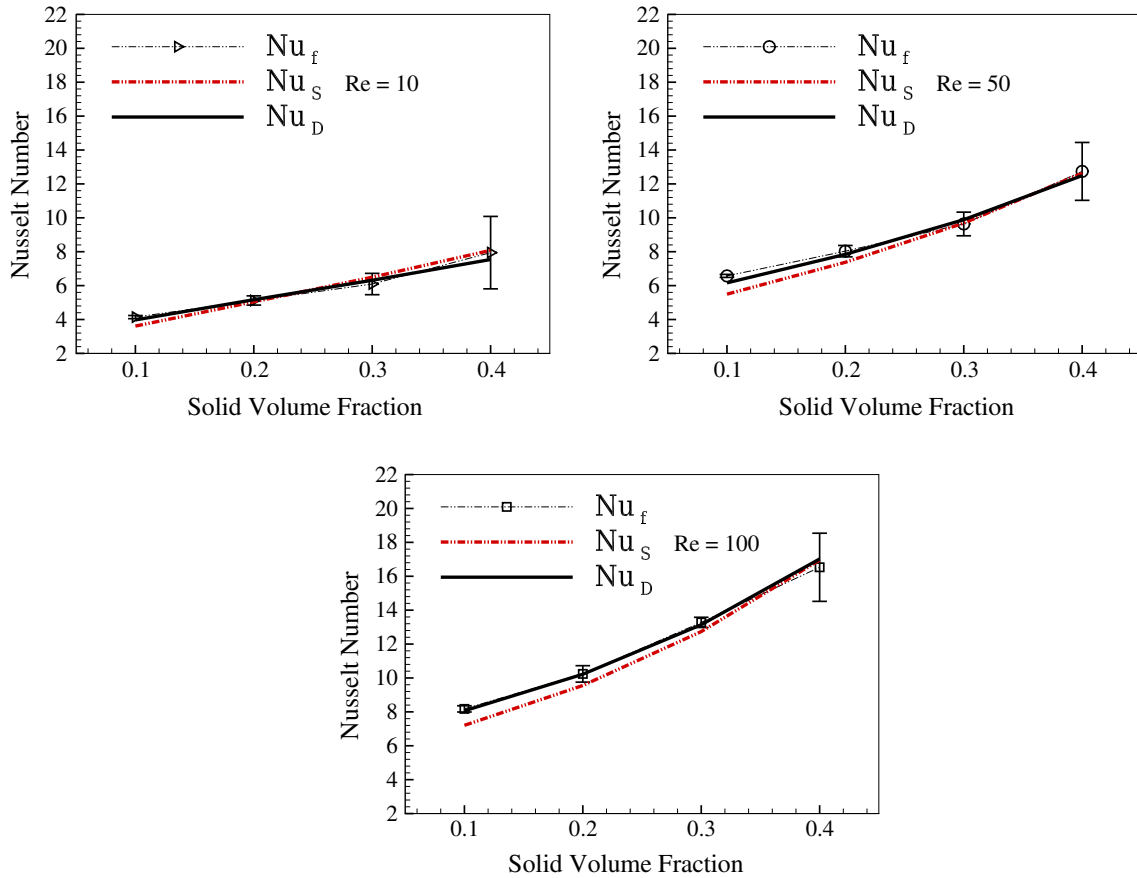 22
20
18
16
14
12
10
8
6
4
2
Nusselt Number
Nu f
Nu S Re = 10
Nu D
0.1 0.2 0.3 0.4
Solid Volume Fraction
22
20
18
16
14
12
10
8
6
4
2
Nusselt Number
Nu f
Nu S Re = 50
Nu D
0.1 0.2 0.3 0.4
Solid Volume Fraction
22
20
18
16
14
12
10
8
6
4
2
Nusselt Number
Nu f
Nu S Re = 100
Nu D
0.1 0.2 0.3 0.4
Solid Volume Fraction